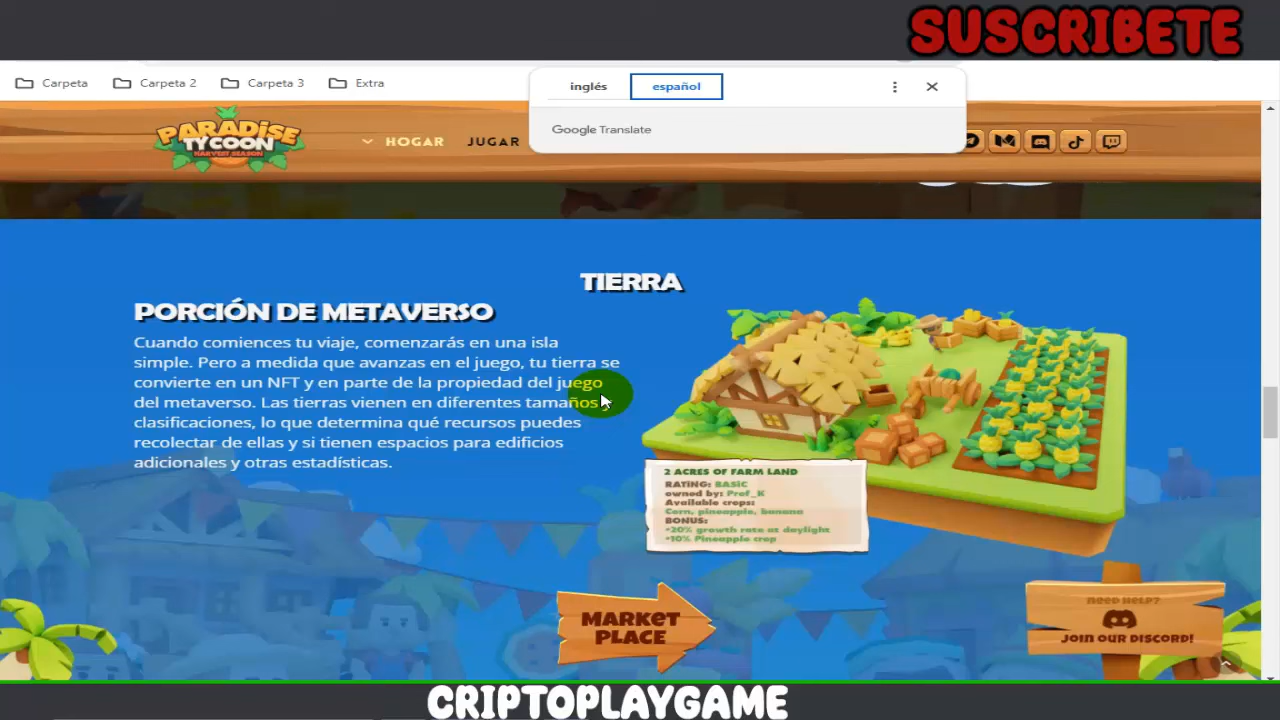 SUSCRIBETE
Carpeta
Carpeta 2
Carpeta 3
Extra
inglés
español
Google Translate
PARADISE
TYCOON
HARVEST SEASON
HOGAR
JUGAR
TIERRA
PORCIÓN DE METAVERSO
Cuando comiences tu viaje, comenzarás en una isla
simple. Pero a medida que avanzas en el juego, tu tierra se
convierte en un NFT y en parte de la propiedad del juego
del metaverso. Las tierras vienen en diferentes tamaños y
clasificaciones, lo que determina qué recursos puedes
recolectar de ellas y si tienen espacios para edificios
adicionales y otras estadísticas.
2 ACRES OF FARM LAND
RATING: BASIC
owned by: Prof_K
Available crops:
Corn, pineapple, banana
BONUS:
•20% growth rate at daylight
•10% Pineapple crop
MARKET
PLACE
NEED HELP?
JOIN OUR DISCORD!
CRIPTOPLAYGAME